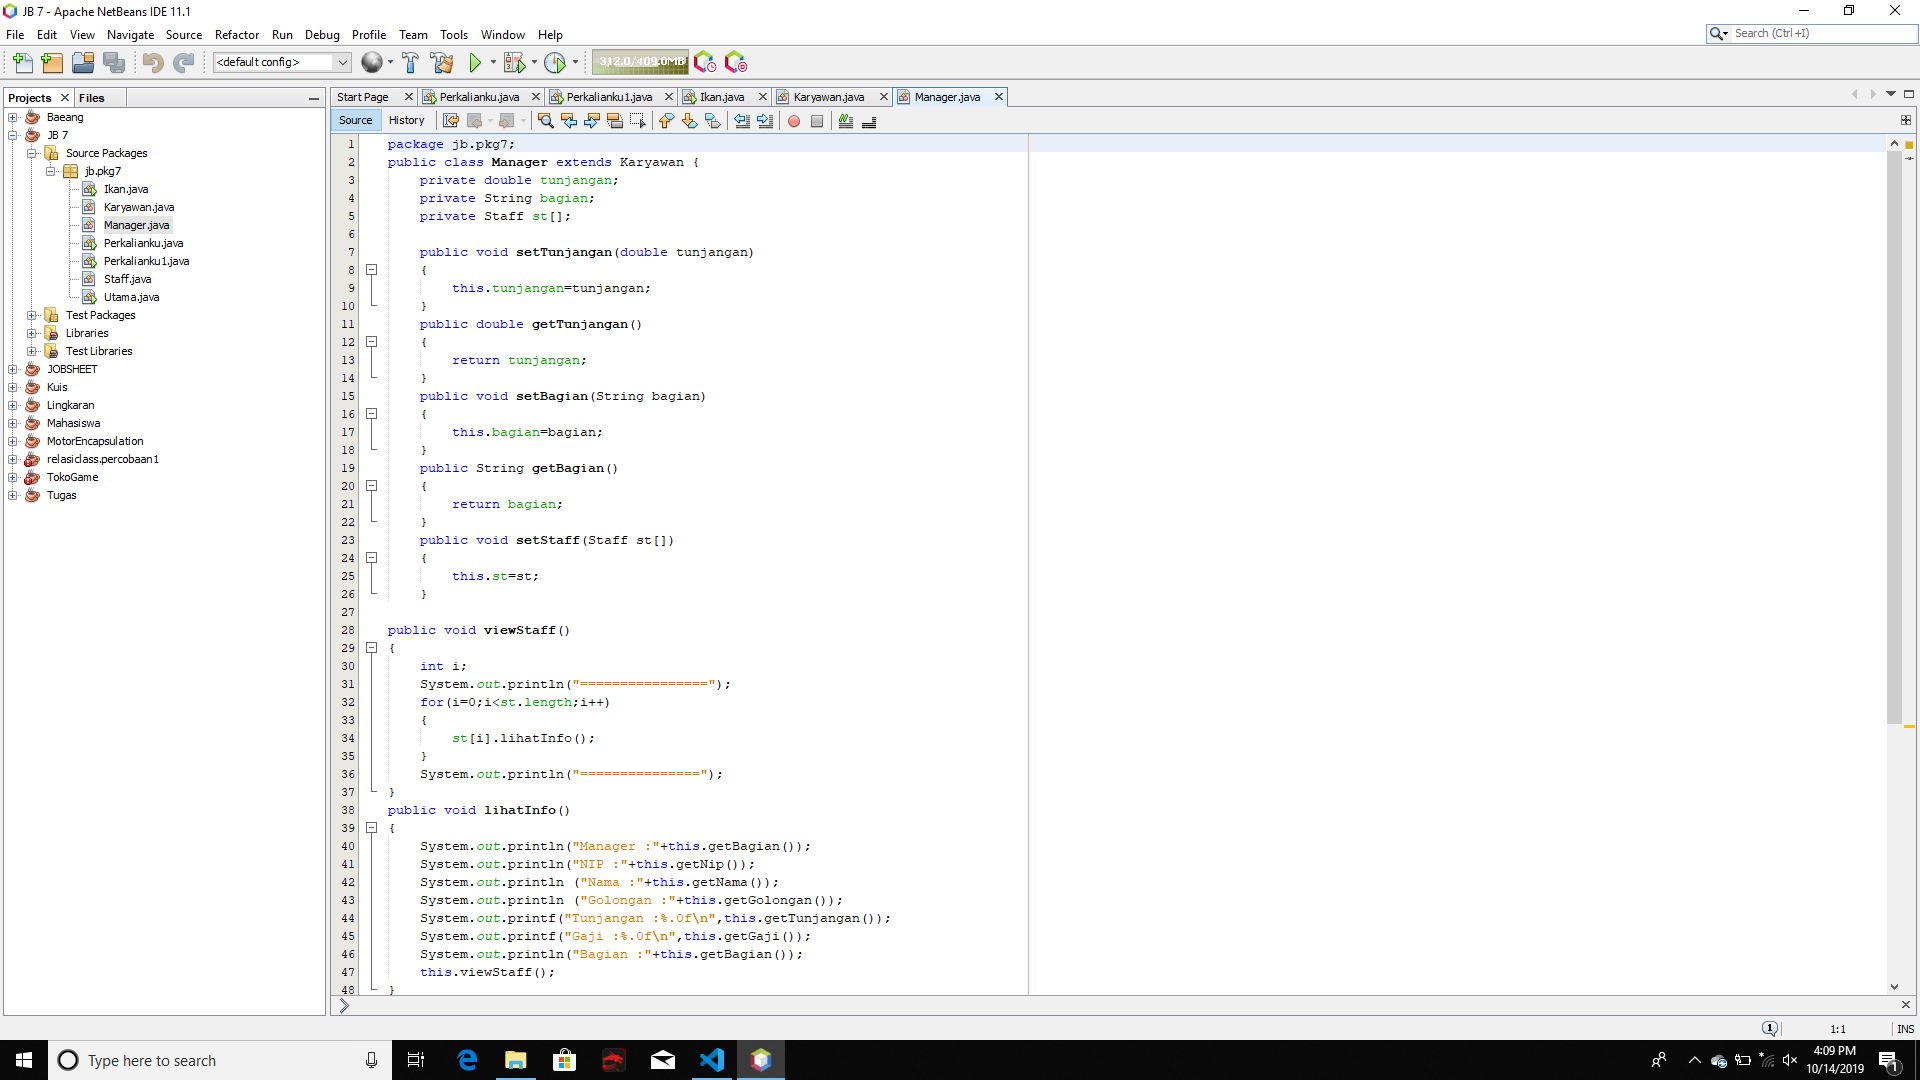 JB 7 - Apache NetBeans IDE 11.1
File Edit View Navigate Source Refactor Run Debug Profile Team Tools Window Help
Search (Ctrl+I)
<default config>
312.0/409.0MB
Projects Files
Baeang
JB 7
Source Packages
jb.pkg7
Ikan.java
Karyawan.java
Manager.java
Perkalianku.java
Perkalianku1.java
Staff.java
Utama.java
Test Packages
Libraries
Test Libraries
JOBSHEET
Kuis
Lingkaran
Mahasiswa
MotorEncapsulation
relasiclass.percobaan1
TokoGame
Tugas
Start Page Perkalianku.java Perkalianku1.java Ikan.java Karyawan.java Manager.java
Source History
1 package jb.pkg7;
2 public class Manager extends Karyawan {
3 private double tunjangan;
4 private String bagian;
5 private Staff st[];
6
7 public void setTunjangan(double tunjangan)
8 {
9 this.tunjangan=tunjangan;
10 }
11 public double getTunjangan()
12 {
13 return tunjangan;
14 }
15 public void setBagian(String bagian)
16 {
17 this.bagian=bagian;
18 }
19 public String getBagian()
20 {
21 return bagian;
22 }
23 public void setStaff(Staff st[])
24 {
25 this.st=st;
26 }
27
28 public void viewStaff()
29 {
30 int i;
31 System.out.println("================");
32 for(i=0;i<st.length;i++)
33 {
34 st[i].lihatInfo();
35 }
36 System.out.println("===============");
37 }
38 public void lihatInfo()
39 {
40 System.out.println("Manager :"+this.getBagian());
41 System.out.println("NIP :"+this.getNip());
42 System.out.println ("Nama :"+this.getNama());
43 System.out.println ("Golongan :"+this.getGolongan());
44 System.out.printf("Tunjangan :%.0f\n",this.getTunjangan());
45 System.out.printf("Gaji :%.0f\n",this.getGaji());
46 System.out.println("Bagian :"+this.getBagian());
47 this.viewStaff();
48 }
1 1:1 INS
Type here to search
4:09 PM
10/14/2019
1